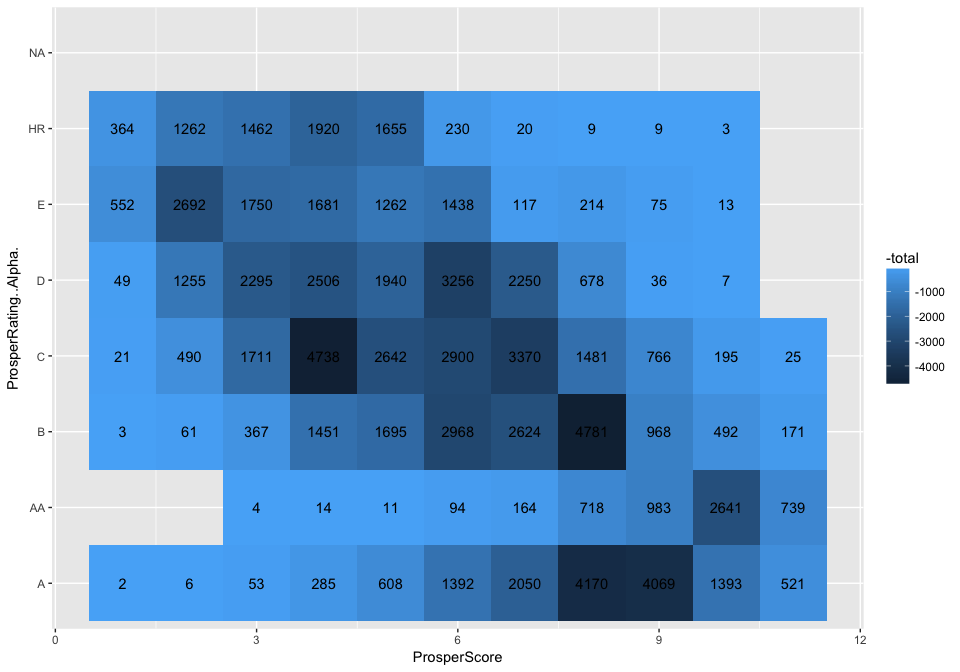 NA
HR 364 1262 1462 1920 1655 230 20 9 9 3
E 552 2692 1750 1681 1262 1438 117 214 75 13
D 49 1255 2295 2506 1940 3256 2250 678 36 7
C 21 490 1711 4738 2642 2900 3370 1481 766 195 25
B 3 61 367 1451 1695 2968 2624 4781 968 492 171
AA 4 14 11 94 164 718 983 2641 739
A 2 6 53 285 608 1392 2050 4170 4069 1393 521
0 3 6 9 12
ProsperScore
ProsperRating..Alpha.
-total
-1000
-2000
-3000
-4000